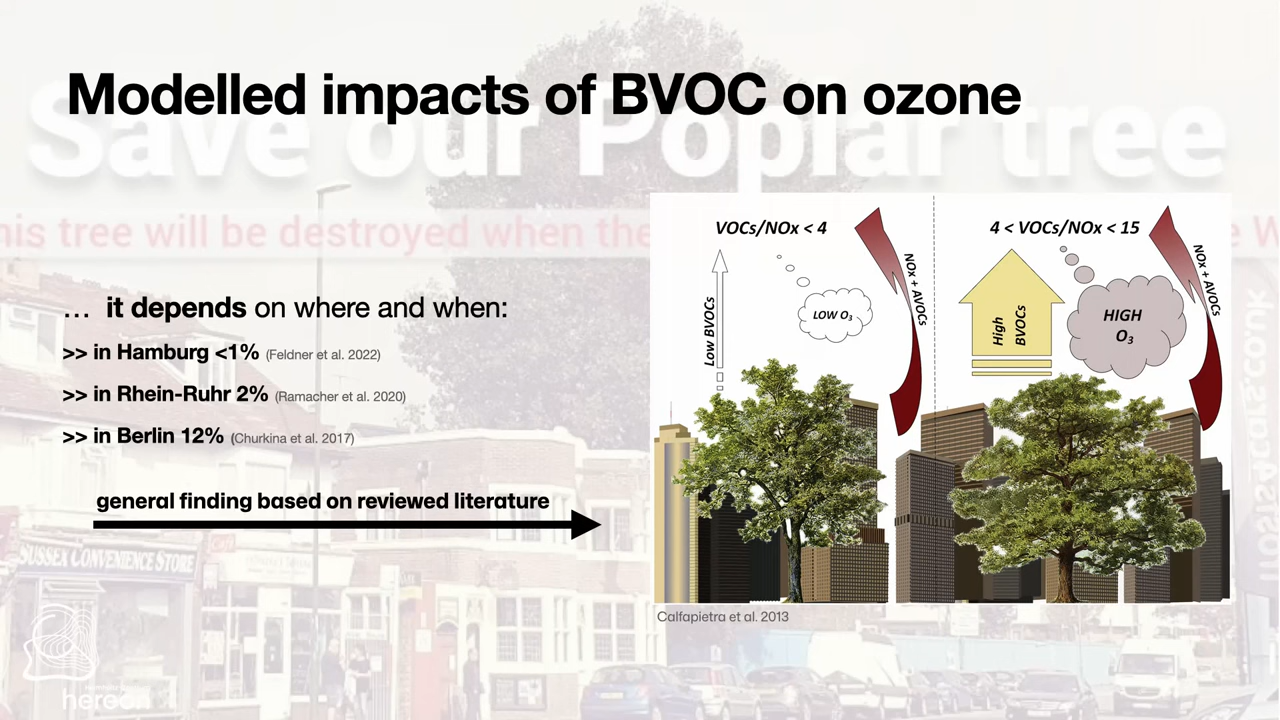 Modelled impacts of BVOC on ozone
Save our Poplar tree
his tree will be destroyed when the
e W
… it depends on where and when:
>> in Hamburg <1% (Feldner et al. 2022)
>> in Rhein-Ruhr 2% (Ramacher et al. 2020)
>> in Berlin 12% (Churkina et al. 2017)
general finding based on reviewed literature
VOCs/NOx < 4
Low BVOCs
LOW O₃
NOx + AVOCs
4 < VOCs/NOx < 15
High
BVOCs
HIGH
O₃
NOx + AVOCs
Calfapietra et al. 2013
SUSSEX CONVENIENCE STORE
hereon